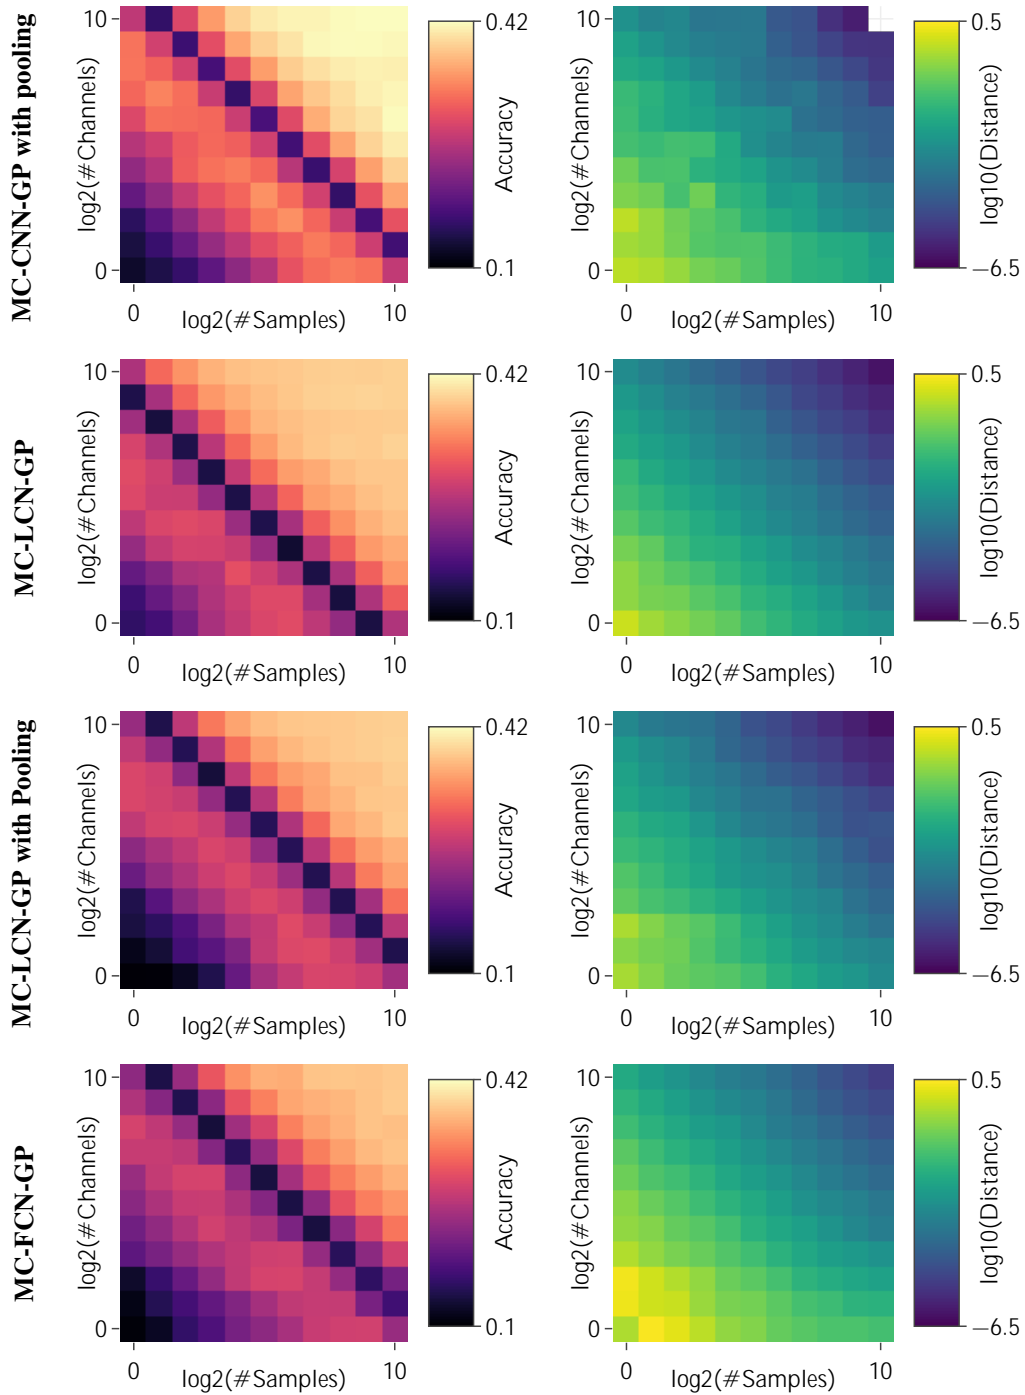 MC-CNN-GP with pooling
log2(#Channels)
10
0
0
10
log2(#Samples)
0.42
0.1
Accuracy
log2(#Channels)
10
0
0
10
log2(#Samples)
0.5
−6.5
log10(Distance)
MC-LCN-GP
log2(#Channels)
10
0
0
10
log2(#Samples)
0.42
0.1
Accuracy
log2(#Channels)
10
0
0
10
log2(#Samples)
0.5
−6.5
log10(Distance)
MC-LCN-GP with Pooling
log2(#Channels)
10
0
0
10
log2(#Samples)
0.42
0.1
Accuracy
log2(#Channels)
10
0
0
10
log2(#Samples)
0.5
−6.5
log10(Distance)
MC-FCN-GP
log2(#Channels)
10
0
0
10
log2(#Samples)
0.42
0.1
Accuracy
log2(#Channels)
10
0
0
10
log2(#Samples)
0.5
−6.5
log10(Distance)